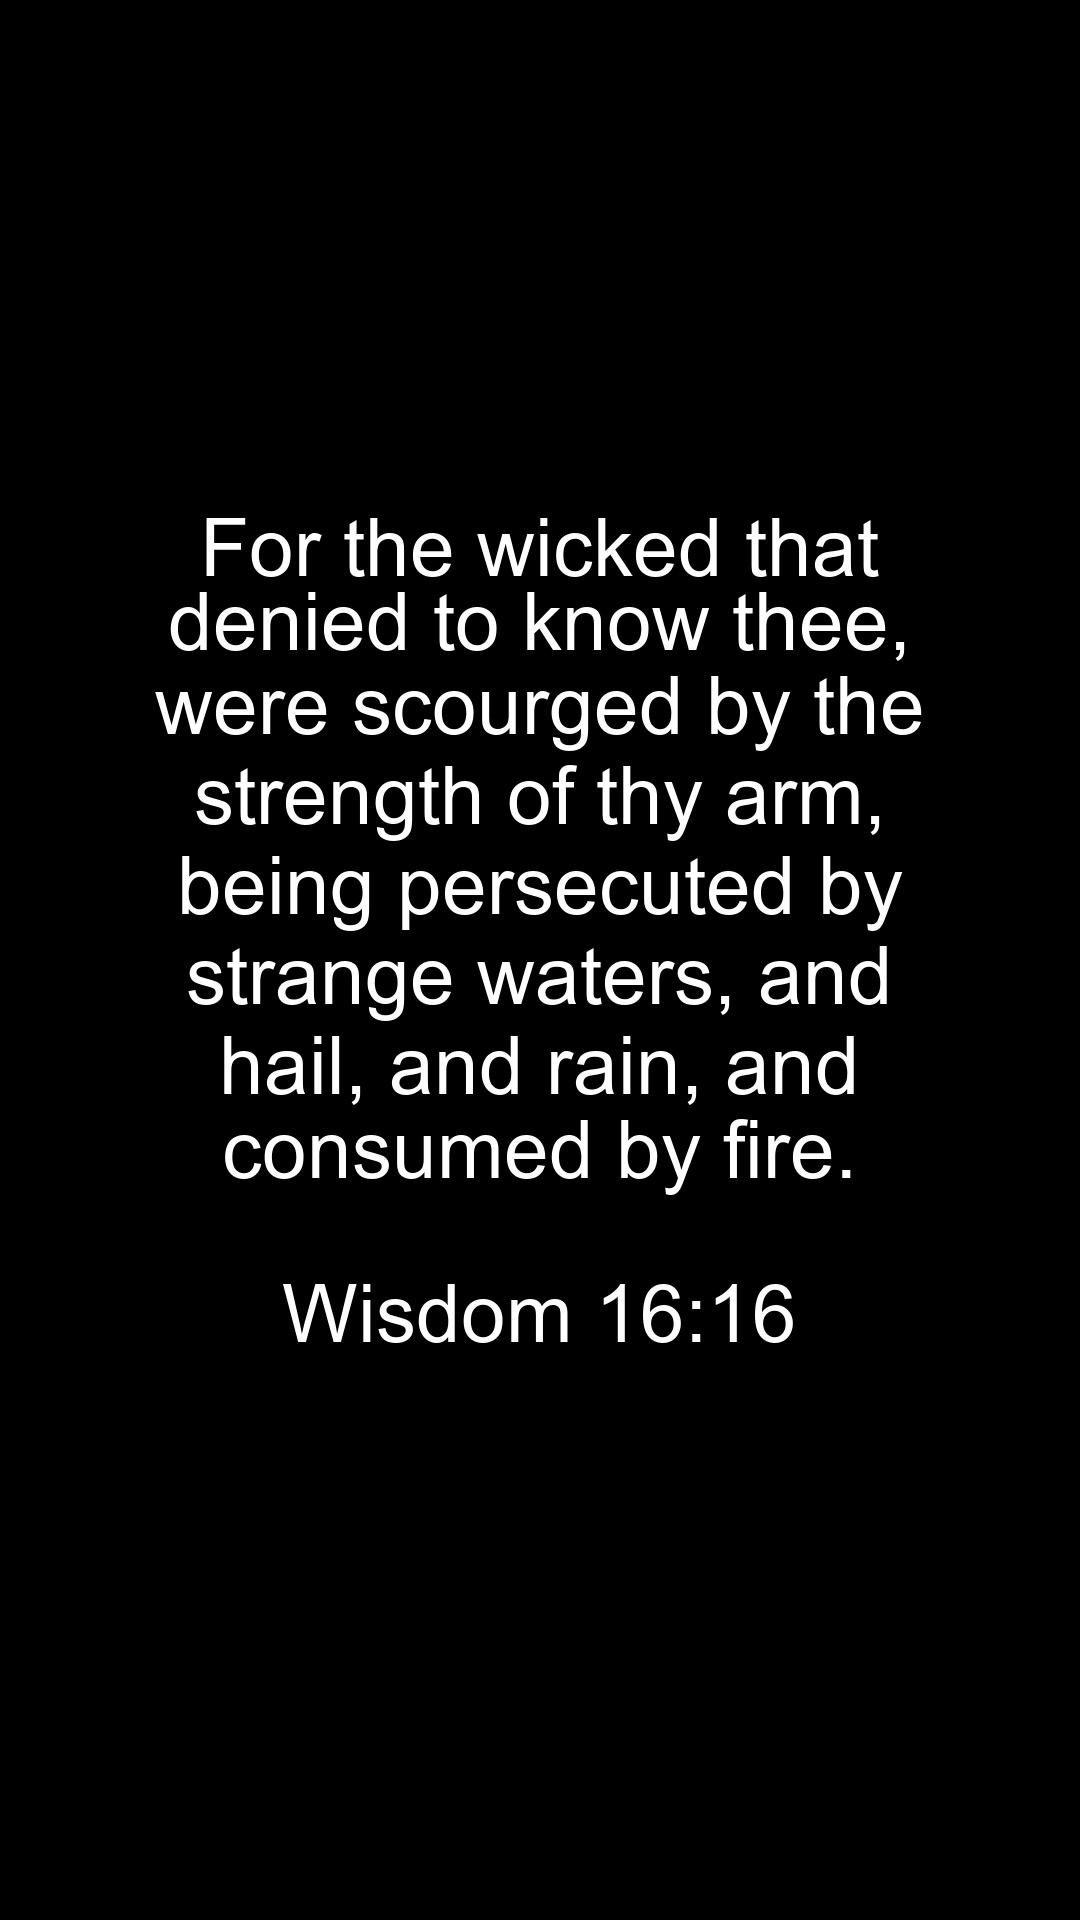 For the wicked that
denied to know thee,
were scourged by the
strength of thy arm,
being persecuted by
strange waters, and
hail, and rain, and
consumed by fire.
Wisdom 16:16